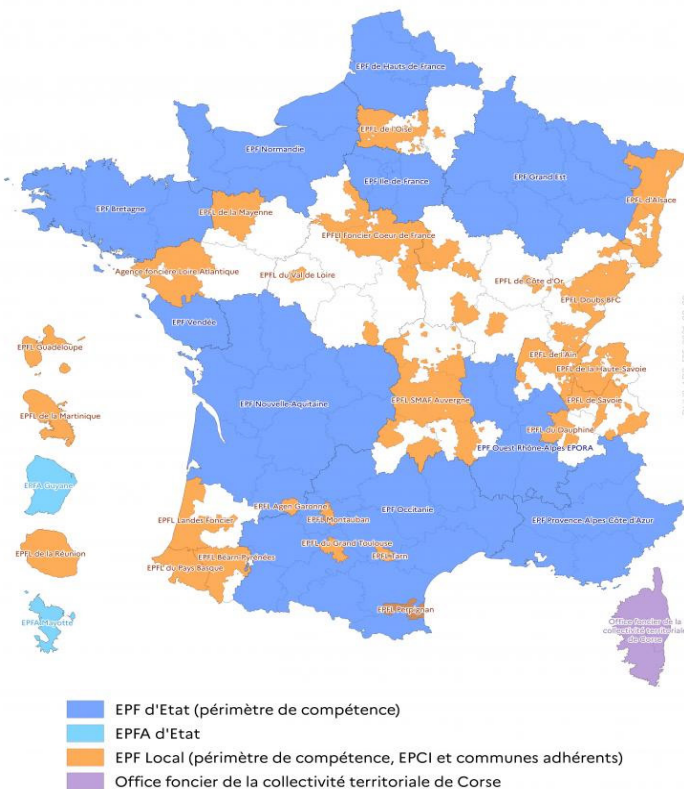 EPF de Hauts-de-France
EPFL de l'Oise
EPF Normandie
EPF Ile-de-France
EPF Grand Est
EPFL d'Alsace
EPF Bretagne
EPFL de la Mayenne
EPFLI Foncier Coeur de France
Agence foncière Loire Atlantique
EPFL du Val de Loire
EPFL de Côte d'Or
EPFL Doubs BFC
EPF Vendée
EPFL Guadeloupe
EPFL de l'Ain
EPFL de la Haute-Savoie
EPFL de la Martinique
EPF Nouvelle-Aquitaine
EPFL SMAF Auvergne
EPFL de Savoie
EPFL du Dauphiné
EPF Ouest Rhône-Alpes EPORA
EPFA Guyane
EPFL Agen Garonne
EPF Occitanie
EPFL Landes Foncier
EPFL Montauban
EPF Provence-Alpes-Côte d'Azur
EPFL du Grand Toulouse
EPFL de la Réunion
EPFL Béarn Pyrénées
EPFL Tarn
EPFL du Pays Basque
EPFL Perpignan
EPFA Mayotte
Office foncier de la
collectivité territoriale
de Corse
EPF d'Etat (périmètre de compétence)
EPFA d'Etat
EPF Local (périmètre de compétence, EPCI et communes adhérents)
Office foncier de la collectivité territoriale de Corse